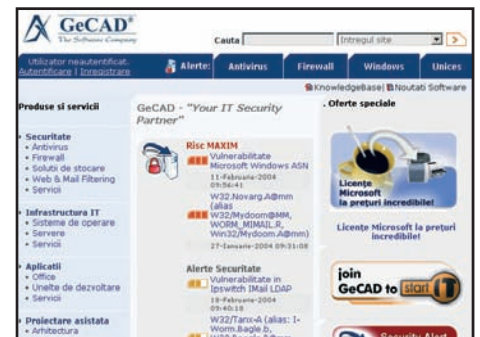 GeCAD®
The Software Company
Cauta
Intregul site
Utilizator neautentificat.
Autentificare | Inregistrare
Alerte:
Antivirus
Firewall
Windows
Unices
KnowledgeBase| Noutati Software
Produse si servicii
Securitate
• Antivirus
• Firewall
• Solutii de stocare
• Web & Mail Filtering
• Servicii
Infrastructura IT
• Sisteme de operare
• Servere
• Servicii
Aplicatii
• Office
• Unelte de dezvoltare
• Servicii
Proiectare asistata
• Arhitectura
GeCAD - "Your IT Security
Partner"
Risc MAXIM
Vulnerabilitate
Microsoft Windows ASN
11-Februarie-2004
09:56:41
W32.Novarg.A@mm
(alias
W32/Mydoom@MM,
WORM_MIMAIL.R,
Win32/Mydoom.A@mm)
27-Ianuarie-2004 09:31:08
Alerte Securitate
Vulnerabilitate in
Ipswitch IMail LDAP
18-Februarie-2004
09:40:18
W32/Tanx-A (alias: I-
Worm.Bagle.b,
. Oferte speciale
Licenţe
Microsoft
la preţuri incredibile!
Licenţe Microsoft la preţuri
incredibile!
join
GeCAD to start IT
Security Alert